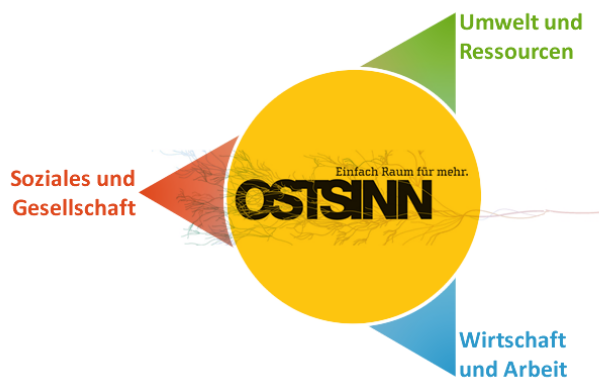 Umwelt und
Ressourcen
Einfach Raum für mehr.
OSTSINN
Soziales und
Gesellschaft
Wirtschaft
und Arbeit